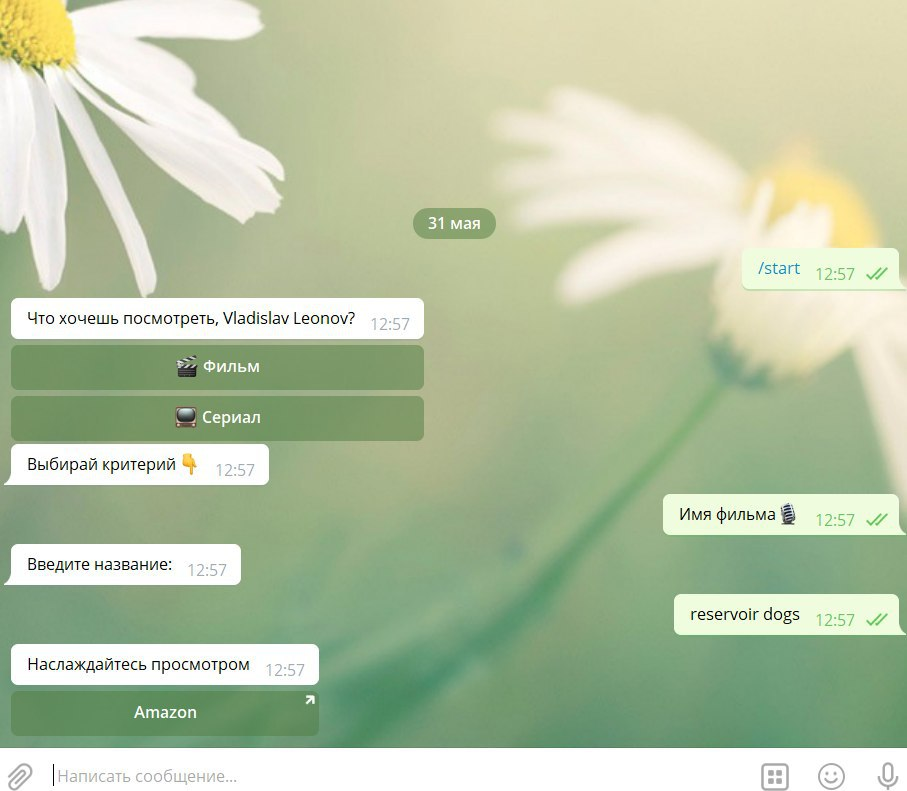 31 мая
/start 12:57
Что хочешь посмотреть, Vladislav Leonov? 12:57
🎬 Фильм
📺 Сериал
Выбирай критерий 👇 12:57
Имя фильма🎙 12:57
Введите название: 12:57
reservoir dogs 12:57
Наслаждайтесь просмотром 12:57
Amazon
Написать сообщение...